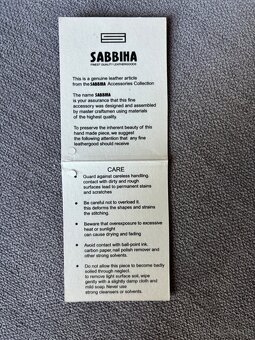 SABBIHA
FINEST QUALITY LEATHERGOODS
This is a genuine leather article
from the SABBIHA Accessories Collection
The name SABBIHA
is your assurance that this fine
accessory was designed and assembled
by master craftsmen using materials
of the highest quality.
To preserve the inherent beauty of this
hand made piece, we suggest
the following attention that any fine
leathergood should receive
CARE
• Guard against careless handling.
contact with dirty and rough
surfaces lead to permanent stains
and scratches
• Be careful not to overload it,
this deforms the shapes and strains
the stitching.
• Beware that overexposure to excessive
heat or sunlight
can cause drying and fading
• Avoid contact with ball-point ink,
carbon paper, nail polish remover and
other strong solvents.
• Do not allow this place to become badly
soiled through neglect.
to remove light surface soil, wipe
gently with a slightly damp cloth and
mild soap. Never use
strong cleansers or solvents.